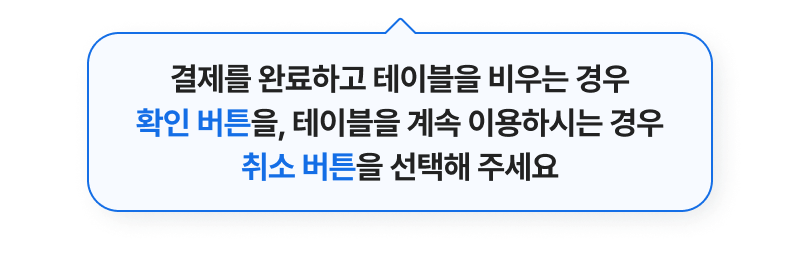 결제를 완료하고 테이블을 비우는 경우
확인 버튼을, 테이블을 계속 이용하시는 경우
취소 버튼을 선택해 주세요